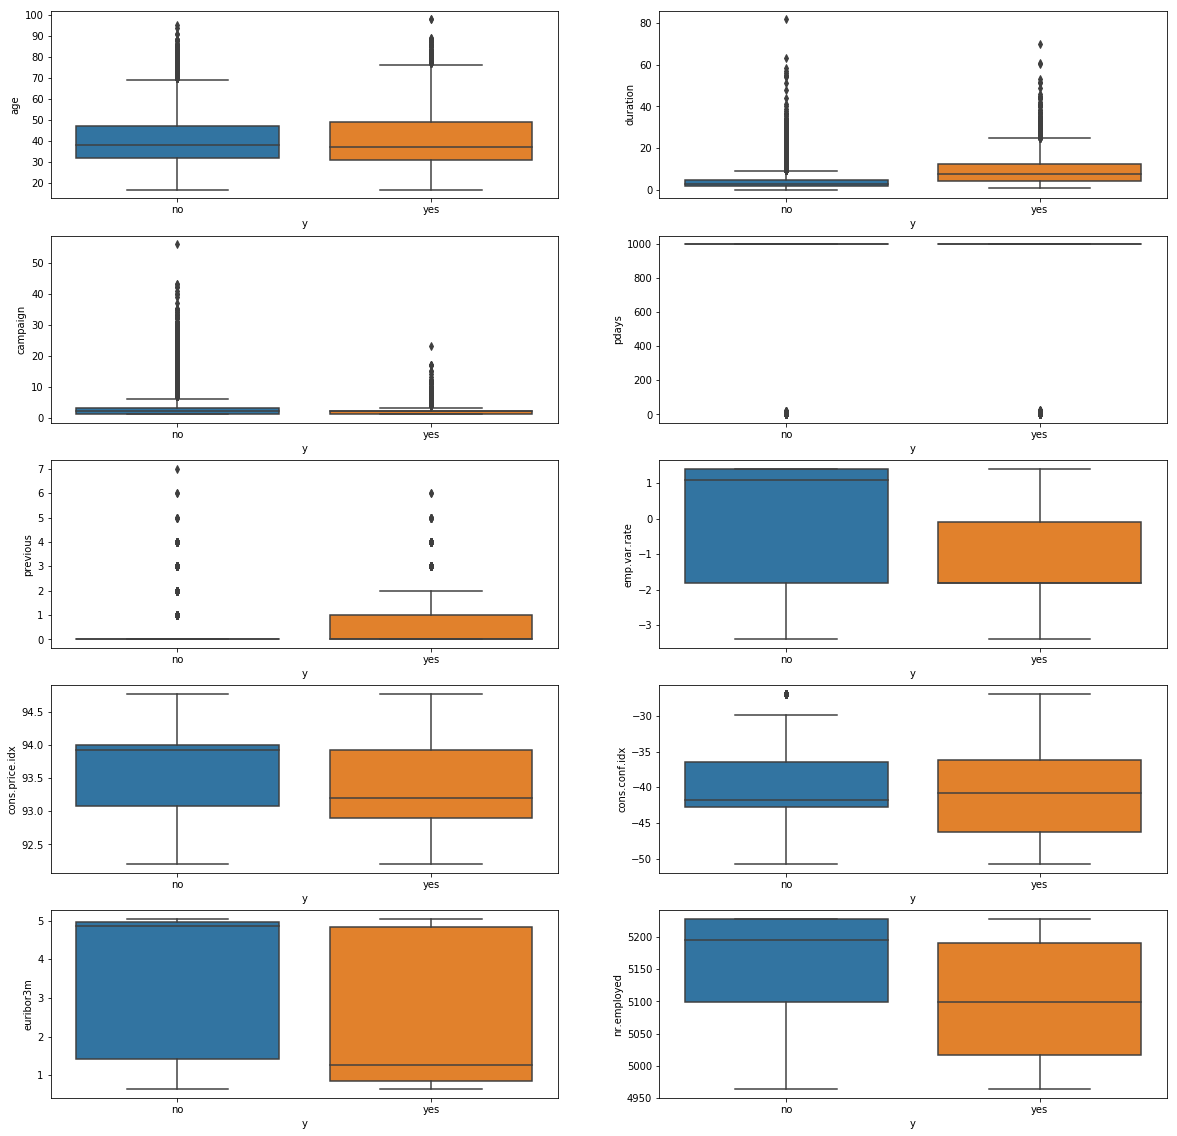 100
90
80
70
60
50
40
30
20
age
no
yes
y
80
60
40
20
0
duration
no
yes
y
50
40
30
20
10
0
campaign
no
yes
y
1000
800
600
400
200
0
pdays
no
yes
y
7
6
5
4
3
2
1
0
previous
no
yes
y
1
0
−1
−2
−3
emp.var.rate
no
yes
y
94.5
94.0
93.5
93.0
92.5
cons.price.idx
no
yes
y
−30
−35
−40
−45
−50
cons.conf.idx
no
yes
y
5
4
3
2
1
euribor3m
no
yes
y
5200
5150
5100
5050
5000
4950
nr.employed
no
yes
y